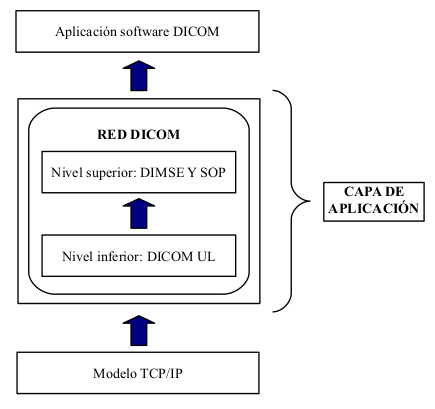 Aplicación software DICOM
RED DICOM
Nivel superior: DIMSE Y SOP
Nivel inferior: DICOM UL
CAPA DE
APLICACIÓN
Modelo TCP/IP